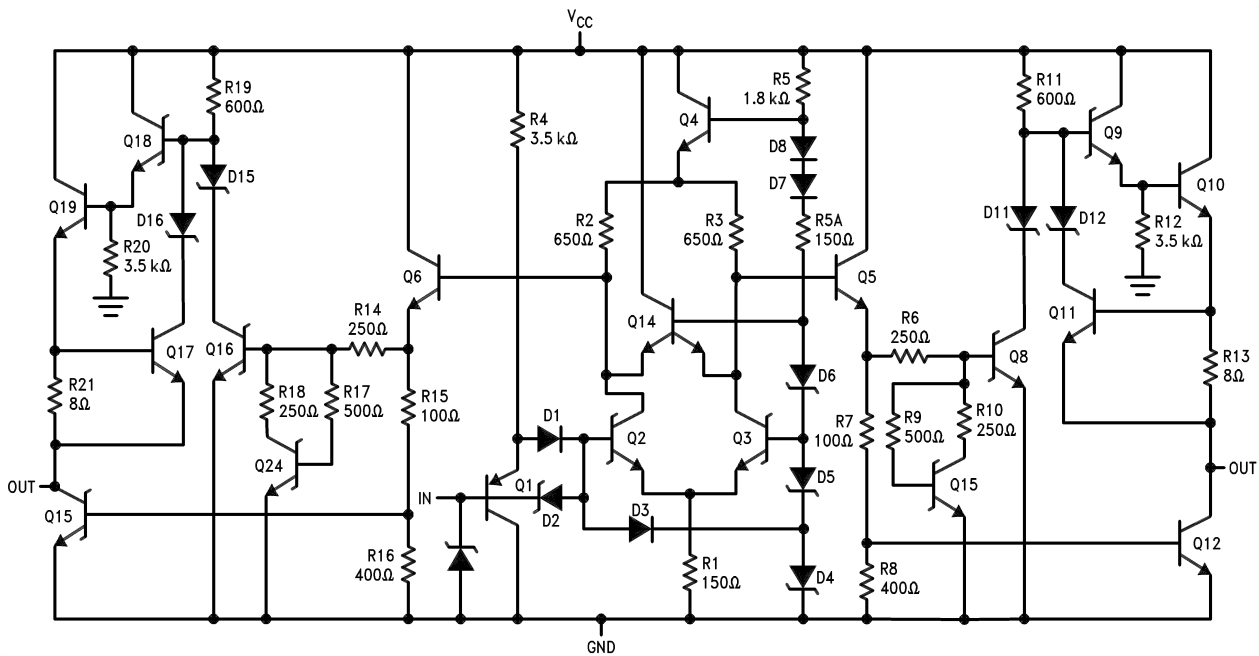 VCC
R19
600Ω
Q18
D15
Q19
D16
R20
3.5 kΩ
R4
3.5 kΩ
Q4
R5
1.8 kΩ
D8
D7
R5A
150Ω
R2
650Ω
R3
650Ω
R11
600Ω
Q9
Q10
D11
D12
R12
3.5 kΩ
Q6
Q5
Q14
Q17
Q16
R14
250Ω
R6
250Ω
Q8
Q11
R13
8Ω
R21
8Ω
R18
250Ω
R17
500Ω
R15
100Ω
D1
Q2
Q3
D6
R7
100Ω
R9
500Ω
R10
250Ω
Q24
OUT
Q15
IN
Q1
D2
D3
D5
Q15
OUT
Q12
R16
400Ω
R1
150Ω
D4
R8
400Ω
GND